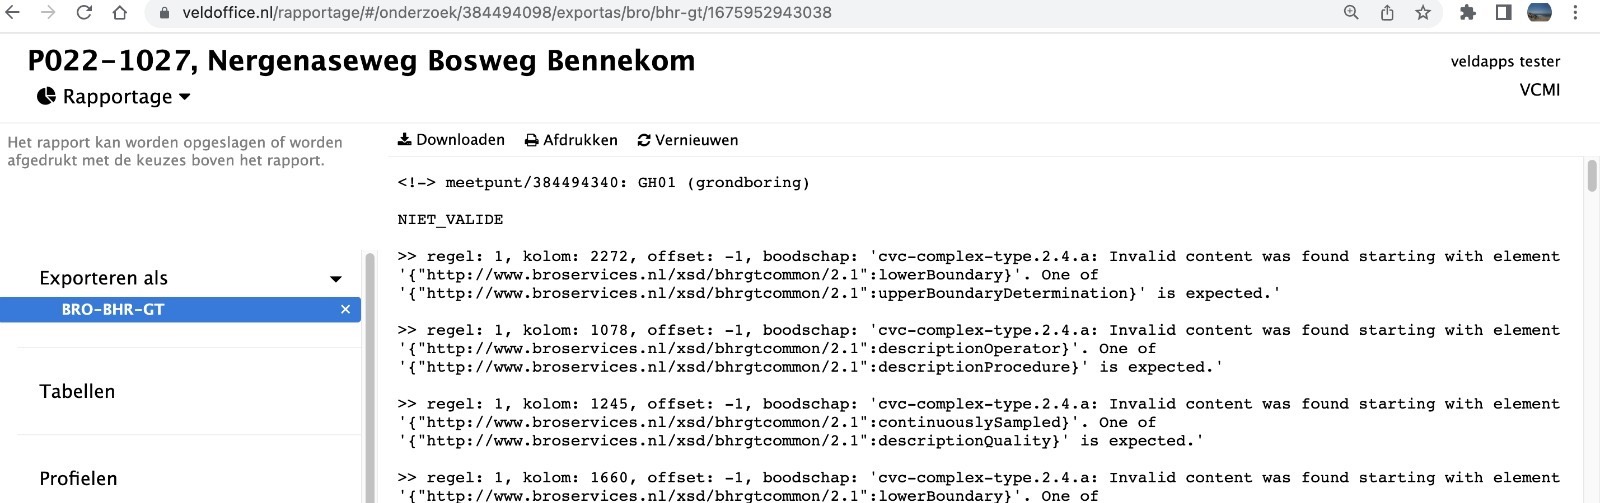 veldoffice.nl/rapportage/#/onderzoek/384494098/exportas/bro/bhr-gt/1675952943038
P022-1027, Nergenaseweg Bosweg Bennekom
veldapps tester
Rapportage
VCMI
Het rapport kan worden opgeslagen of worden
afgedrukt met de keuzes boven het rapport.
Downloaden Afdrukken Vernieuwen
<!-> meetpunt/384494340: GH01 (grondboring)
NIET_VALIDE
>> regel: 1, kolom: 2272, offset: -1, boodschap: 'cvc-complex-type.2.4.a: Invalid content was found starting with element
'{"http://www.broservices.nl/xsd/bhrgtcommon/2.1":lowerBoundary}'. One of
'{"http://www.broservices.nl/xsd/bhrgtcommon/2.1":upperBoundaryDetermination}' is expected.'
>> regel: 1, kolom: 1078, offset: -1, boodschap: 'cvc-complex-type.2.4.a: Invalid content was found starting with element
'{"http://www.broservices.nl/xsd/bhrgtcommon/2.1":descriptionOperator}'. One of
'{"http://www.broservices.nl/xsd/bhrgtcommon/2.1":descriptionProcedure}' is expected.'
>> regel: 1, kolom: 1245, offset: -1, boodschap: 'cvc-complex-type.2.4.a: Invalid content was found starting with element
'{"http://www.broservices.nl/xsd/bhrgtcommon/2.1":continuouslySampled}'. One of
'{"http://www.broservices.nl/xsd/bhrgtcommon/2.1":descriptionQuality}' is expected.'
>> regel: 1, kolom: 1660, offset: -1, boodschap: 'cvc-complex-type.2.4.a: Invalid content was found starting with element
'{"http://www.broservices.nl/xsd/bhrgtcommon/2.1":lowerBoundary}'. One of
Exporteren als
BRO-BHR-GT
Tabellen
Profielen